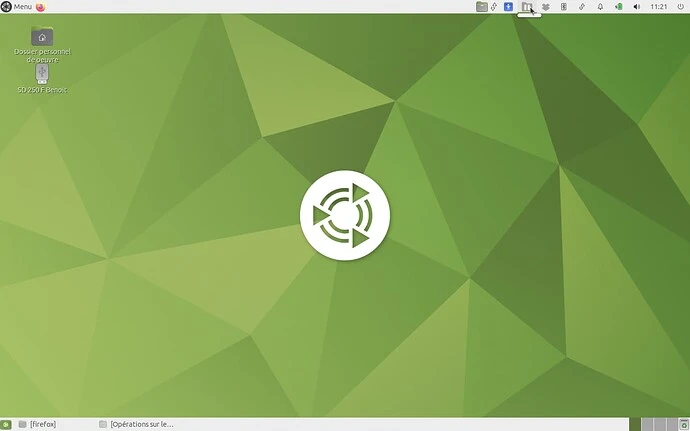 Menu
11:21
Dossier personnel
de oeuvre
SD 250 F Benoit
[firefox]
[Opérations sur le...